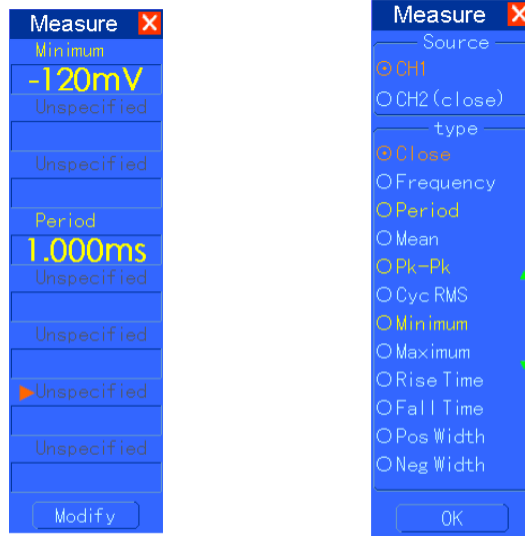 Measure
Minimum
-120mV
Unspecified
Unspecified
Period
1.000ms
Unspecified
Unspecified
Unspecified
Unspecified
Modify
Measure
Source
CH1
CH2(close)
type
Close
Frequency
Period
Mean
Pk-Pk
Cyc RMS
Minimum
Maximum
Rise Time
Fall Time
Pos Width
Neg Width
OK